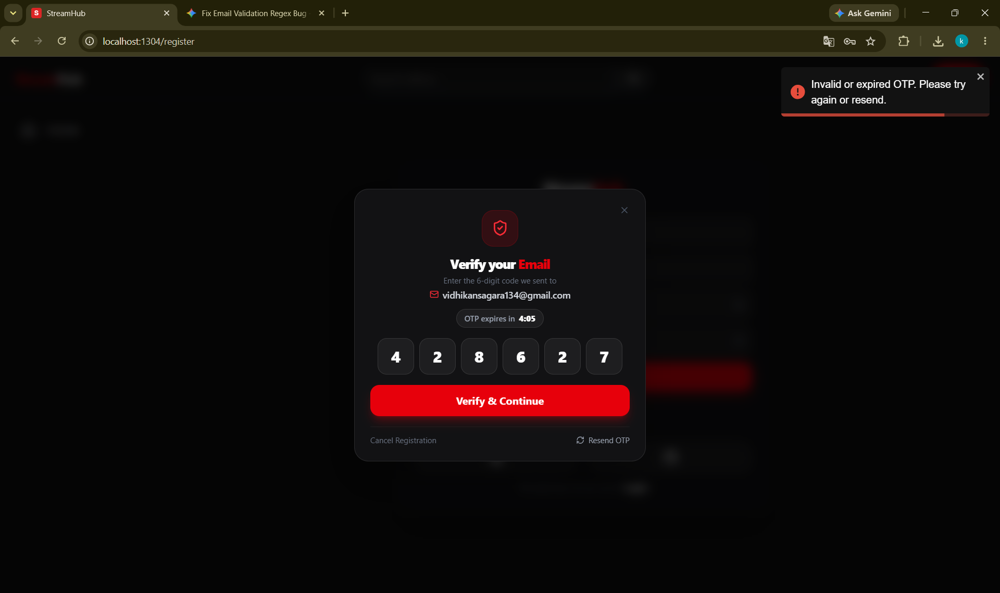 S StreamHub
Fix Email Validation Regex Bug
Ask Gemini
localhost:1304/register
k
Invalid or expired OTP. Please try
again or resend.
Verify your Email
Enter the 6-digit code we sent to
vidhikansagara134@gmail.com
OTP expires in 4:05
4 2 8 6 2 7
Verify & Continue
Cancel Registration
Resend OTP